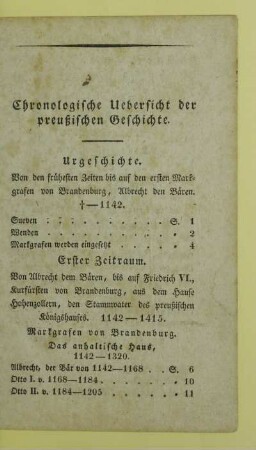 Chronologische Uebersicht der
preußischen Geschichte.
Urgeschichte.
Von den frühesten Zeiten bis auf den ersten Mark-
grafen von Brandenburg, Albrecht den Bären.
†—1142.
Sueven . . . . . . . . . . S. 1
Wenden . . . . . . . . . . „ 2
Markgrafen werden eingesetzt . . . . „ 4
Erster Zeitraum.
Von Albrecht dem Bären, bis auf Friedrich VI.,
Kurfürsten von Brandenburg, aus dem Hause
Hohenzollern, den Stammvater des preußischen
Königshauses. 1142—1415.
Markgrafen von Brandenburg.
Das anhaltische Haus,
1142—1320.
Albrecht, der Bär von 1142—1168 . . S. 6
Otto I. v. 1168—1184 . . . . . . „ 10
Otto II. v. 1184—1205 . . . . . . „ 11